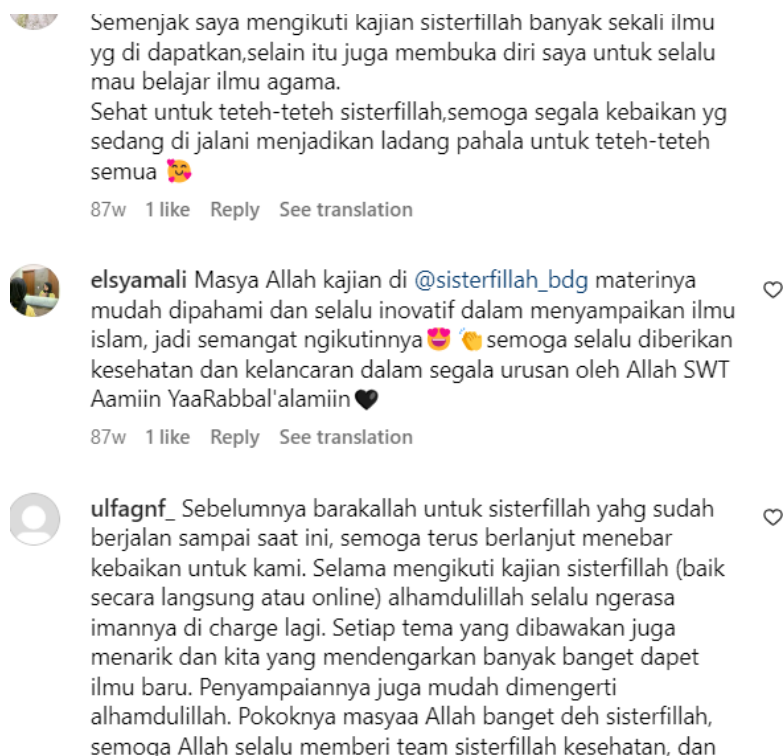 Semenjak saya mengikuti kajian sisterfillah banyak sekali ilmu
yg di dapatkan,selain itu juga membuka diri saya untuk selalu
mau belajar ilmu agama.
Sehat untuk teteh-teteh sisterfillah,semoga segala kebaikan yg
sedang di jalani menjadikan ladang pahala untuk teteh-teteh
semua 🥰
87w 1 like Reply See translation
elsyamali Masya Allah kajian di @sisterfillah_bdg materinya
mudah dipahami dan selalu inovatif dalam menyampaikan ilmu
islam, jadi semangat ngikutinnya😍 👏 semoga selalu diberikan
kesehatan dan kelancaran dalam segala urusan oleh Allah SWT
Aamiin YaaRabbal'alamiin🖤
87w 1 like Reply See translation
ulfagnf_ Sebelumnya barakallah untuk sisterfillah yahg sudah
berjalan sampai saat ini, semoga terus berlanjut menebar
kebaikan untuk kami. Selama mengikuti kajian sisterfillah (baik
secara langsung atau online) alhamdulillah selalu ngerasa
imannya di charge lagi. Setiap tema yang dibawakan juga
menarik dan kita yang mendengarkan banyak banget dapet
ilmu baru. Penyampaiannya juga mudah dimengerti
alhamdulillah. Pokoknya masyaa Allah banget deh sisterfillah,
semoga Allah selalu memberi team sisterfillah kesehatan, dan